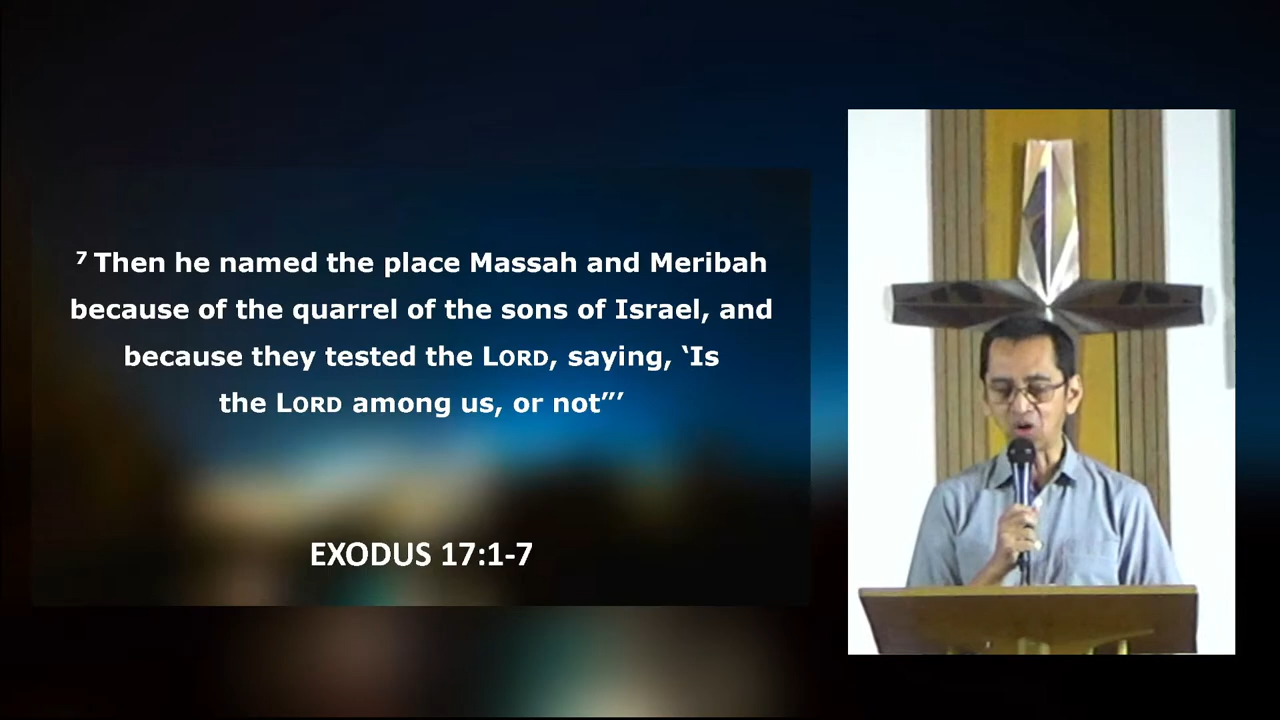 ⁷ Then he named the place Massah and Meribah
because of the quarrel of the sons of Israel, and
because they tested the LORD, saying, ‘Is
the LORD among us, or not”’
EXODUS 17:1-7